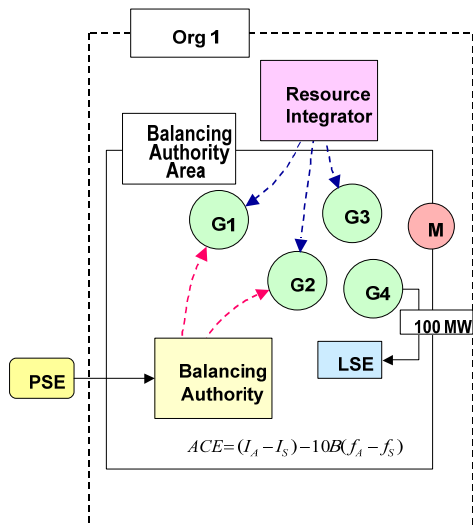 Org 1
Resource
Integrator
Balancing
Authority
Area
G1
G3
M
G2
G4
100 MW
PSE
Balancing
Authority
LSE
ACE=(I_A−I_S)−10B(f_A−f_S)